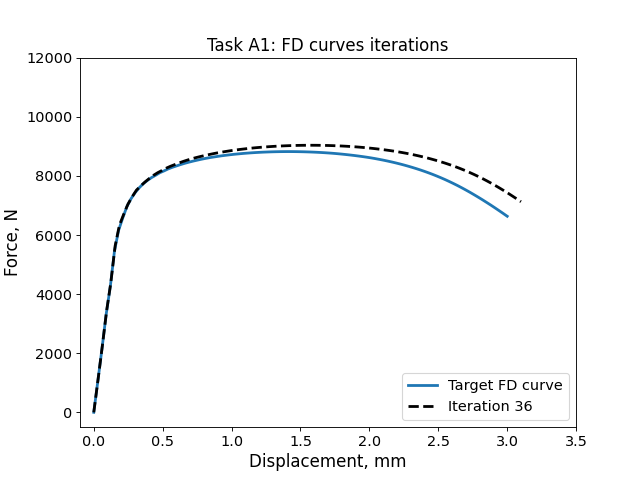 Task A1: FD curves iterations
12000
10000
8000
6000
4000
2000
0
Force, N
0.0 0.5 1.0 1.5 2.0 2.5 3.0 3.5
Displacement, mm
Target FD curve
Iteration 36